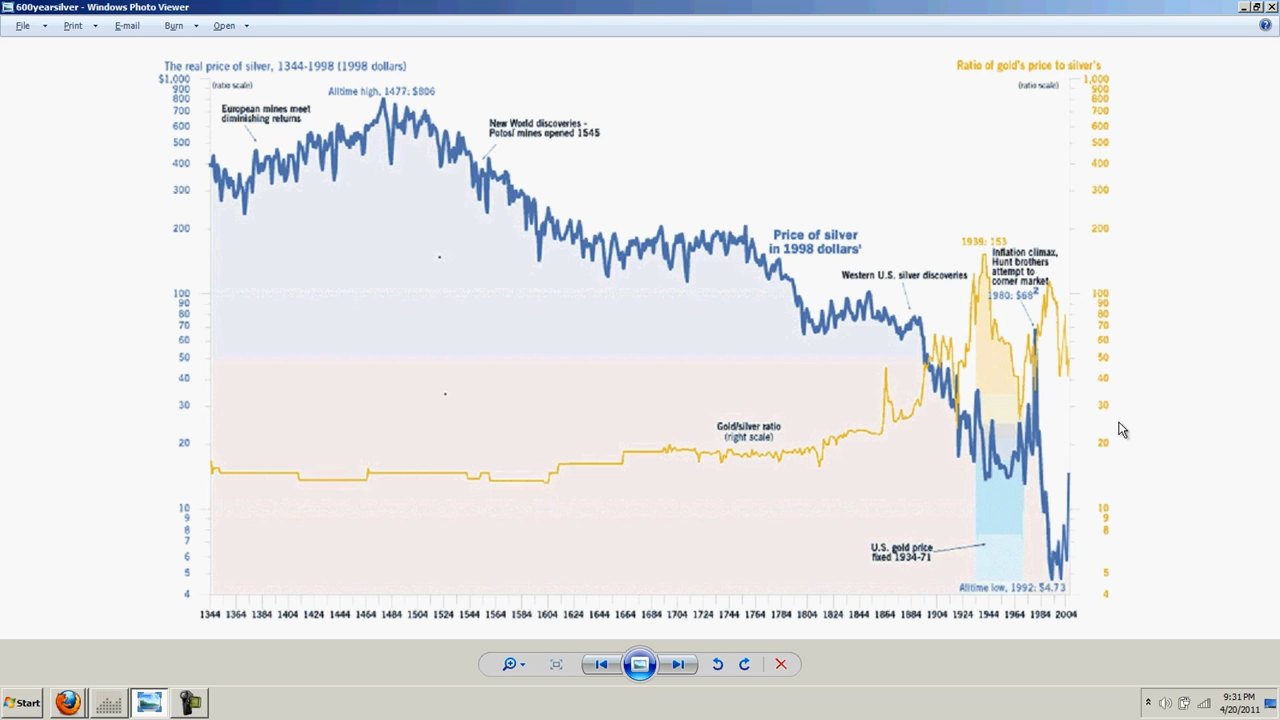 600yearsilver - Windows Photo Viewer
File Print E-mail Burn Open
The real price of silver, 1344-1998 (1998 dollars)
Ratio of gold's price to silver's
$1,000
900
800
700
600
500
400
300
200
100
90
80
70
60
50
40
30
20
10
9
8
7
6
5
4
(ratio scale)
Alltime high, 1477: $806
European mines meet
diminishing returns
New World discoveries -
Potosí mines opened 1545
Price of silver
in 1998 dollars'
Western U.S. silver discoveries
1939: 153
Inflation climax,
Hunt brothers
attempt to
corner market
1980: $68²
Gold/silver ratio
(right scale)
U.S. gold price
fixed 1934-71
Alltime low, 1992: $4.73
(ratio scale)
1,000
900
800
700
600
500
400
300
200
100
90
80
70
60
50
40
30
20
10
9
8
5
4
1344 1364 1384 1404 1424 1444 1464 1484 1504 1524 1544 1564 1584 1604 1624 1644 1664 1684 1704 1724 1744 1764 1784 1804 1824 1844 1864 1884 1904 1924 1944 1964 1984 2004
Start
9:31 PM
4/20/2011